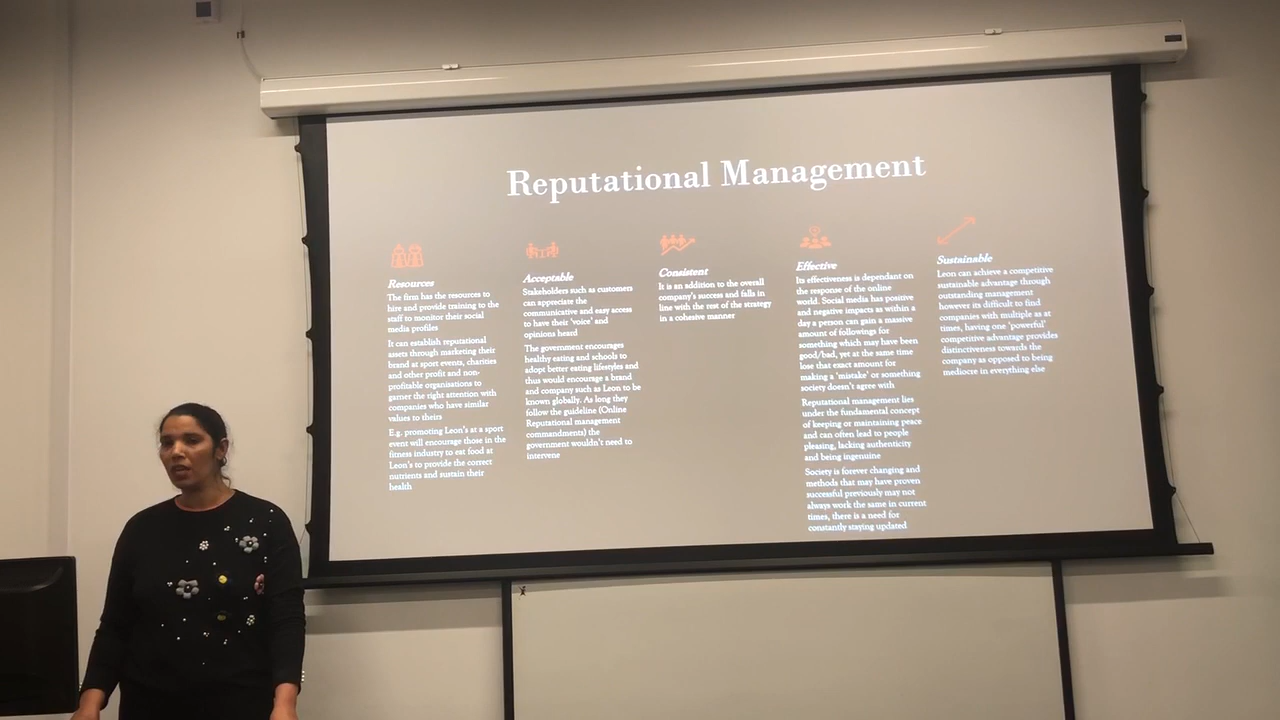 Reputational Management
Resources
The firm has the resources to
hire and provide training to the
staff to monitor their social
media profiles
It can establish reputational
assets through marketing their
brand at sport events, charities
and other profit and non-
profitable organisations to
garner the right attention with
companies who have similar
values to theirs
E.g. promoting Leon's at a sport
event will encourage those in the
fitness industry to eat food at
Leon's to provide the correct
nutrients and sustain their
health
Acceptable
Stakeholders such as customers
can appreciate the
communicative and easy access
to have their 'voice' and
opinions heard
The government encourages
healthy eating and schools to
adopt better eating lifestyles and
thus would encourage a brand
and company such as Leon to be
known globally. As long they
follow the guideline (Online
Reputational management
commandments) the
government wouldn't need to
intervene
Consistent
It is an addition to the overall
company's success and falls in
line with the rest of the strategy
in a cohesive manner
Effective
Its effectiveness is dependant on
the response of the online
world. Social media has positive
and negative impacts as within a
day a person can gain a massive
amount of followings for
something which may have been
good/bad, yet at the same time
lose that exact amount for
making a 'mistake' or something
society doesn't agree with
Reputational management lies
under the fundamental concept
of keeping or maintaining peace
and can often lead to people
pleasing, lacking authenticity
and being ingenuine
Society is forever changing and
methods that may have proven
successful previously may not
always work the same in current
times, there is a need for
constantly staying updated
Sustainable
Leon can achieve a competitive
sustainable advantage through
outstanding management
however its difficult to find
companies with multiple as at
times, having one 'powerful'
competitive advantage provides
distinctiveness towards the
company as opposed to being
mediocre in everything else